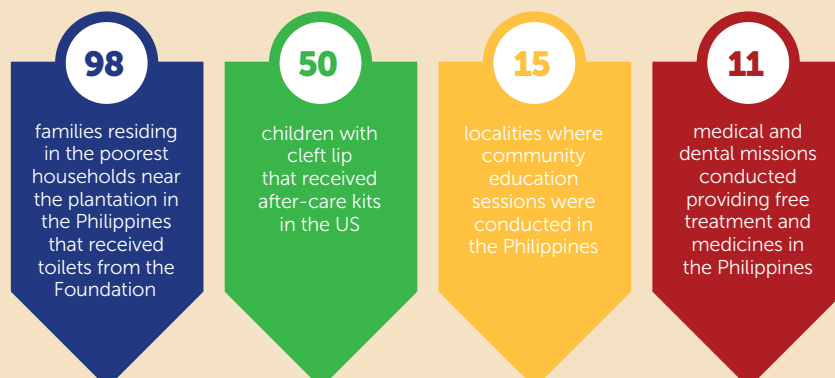 98
families residing
in the poorest
households near
the plantation in
the Philippines
that received
toilets from the
Foundation
50
children with
cleft lip
that received
after-care kits
in the US
15
localities where
community
education
sessions were
conducted in
the Philippines
11
medical and
dental missions
conducted
providing free
treatment and
medicines in
the Philippines